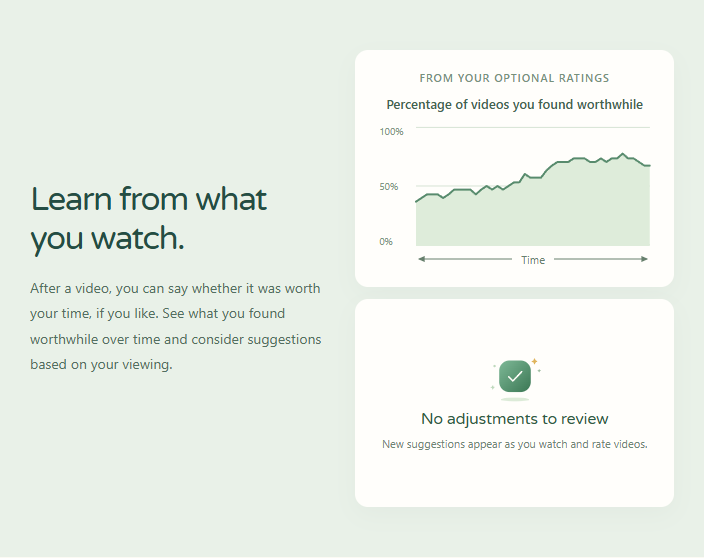 Learn from what
you watch.
After a video, you can say whether it was worth
your time, if you like. See what you found
worthwhile over time and consider suggestions
based on your viewing.
FROM YOUR OPTIONAL RATINGS
Percentage of videos you found worthwhile
100%
50%
0%
Time
No adjustments to review
New suggestions appear as you watch and rate videos.